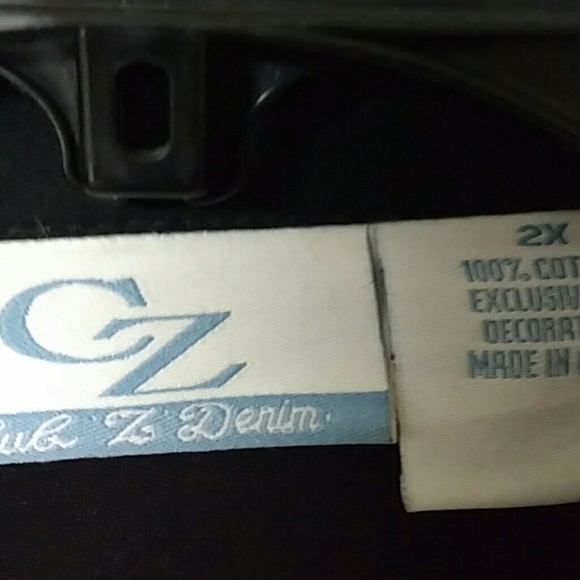 CZ
lub "Z" Denim
2X
100% COT
EXCLUSIV
DECORAT
MADE IN